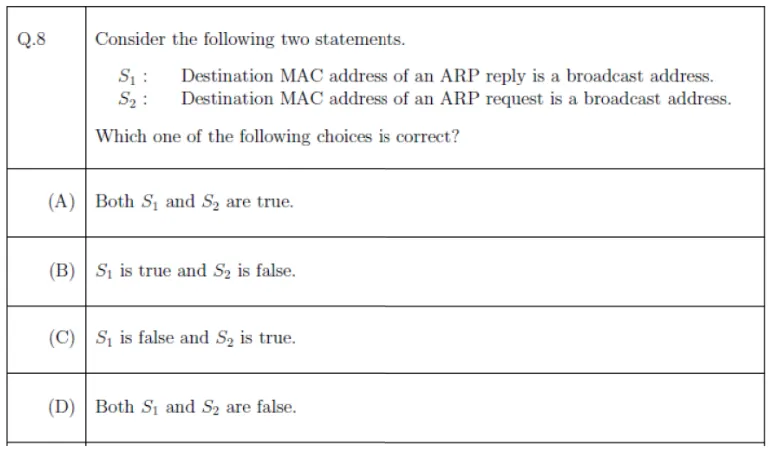 Q.8 Consider the following two statements.
S₁ : Destination MAC address of an ARP reply is a broadcast address.
S₂ : Destination MAC address of an ARP request is a broadcast address.
Which one of the following choices is correct?
(A) Both S₁ and S₂ are true.
(B) S₁ is true and S₂ is false.
(C) S₁ is false and S₂ is true.
(D) Both S₁ and S₂ are false.